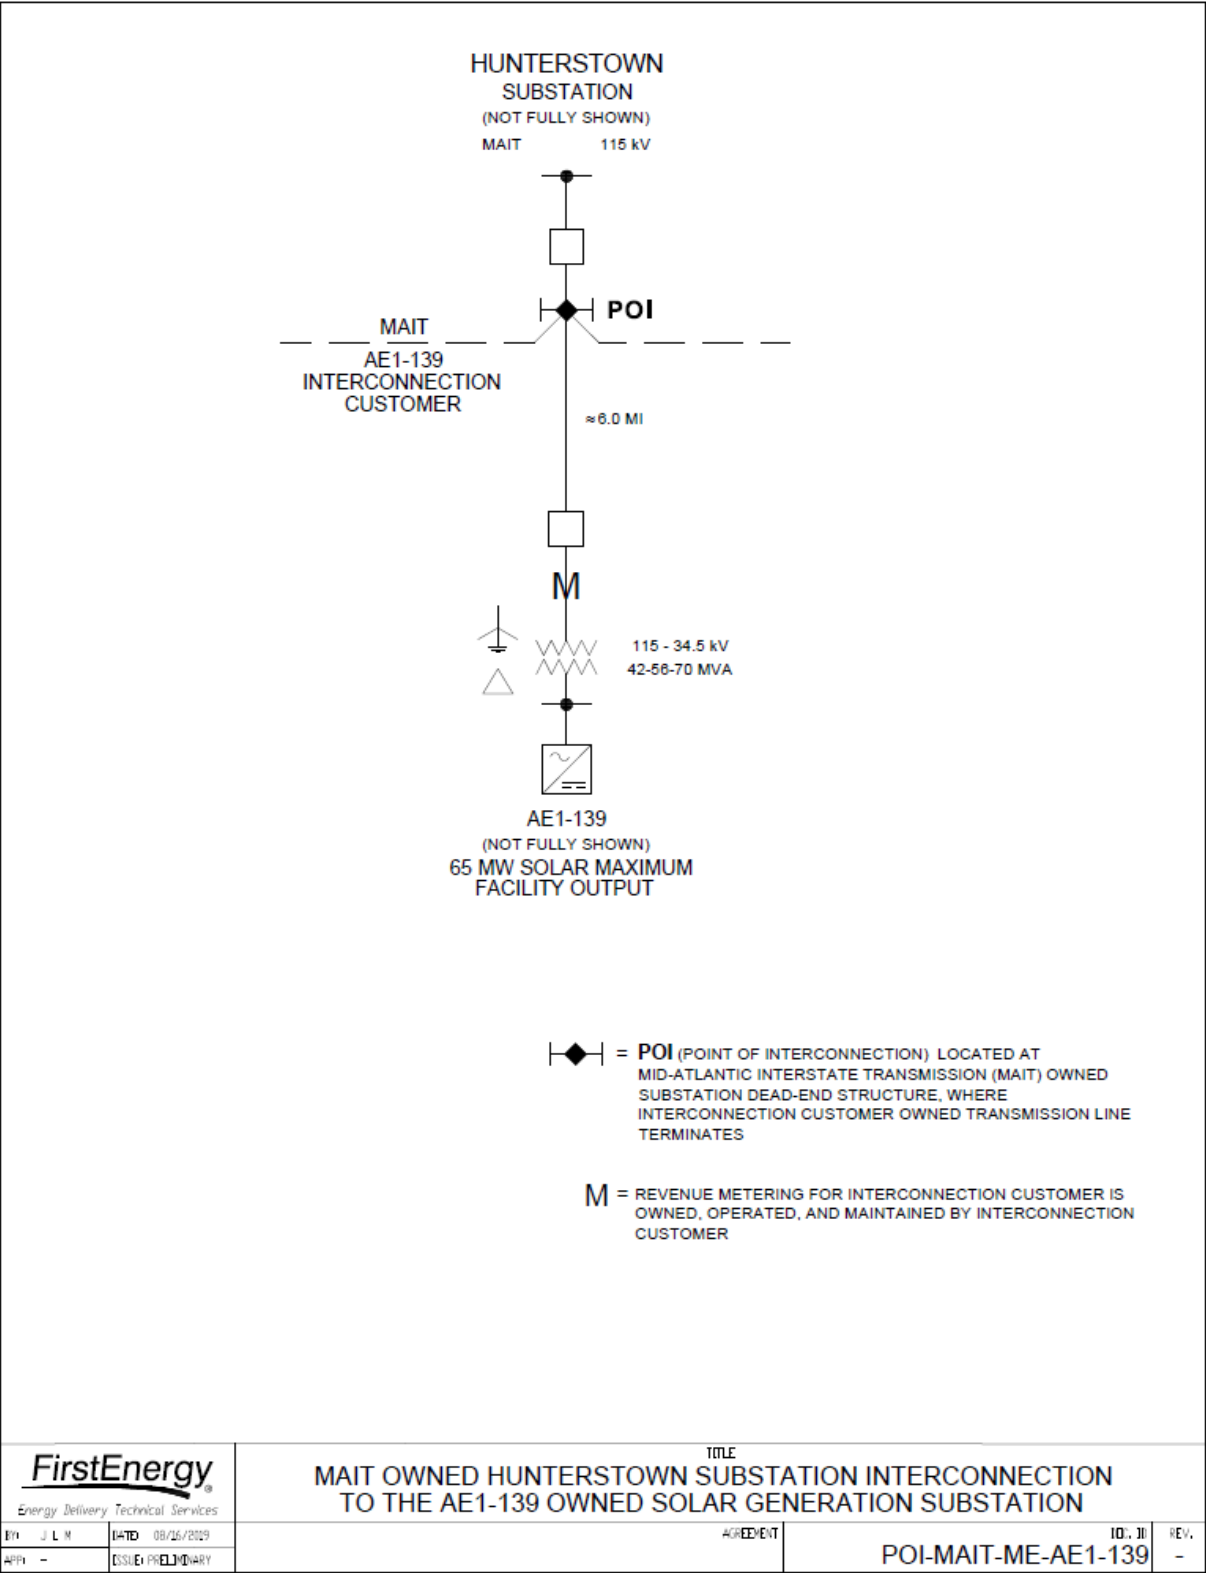 HUNTERSTOWN
SUBSTATION
(NOT FULLY SHOWN)
MAIT 115 kV
POI
MAIT
AE1-139
INTERCONNECTION
CUSTOMER
≈6.0 MI
M
115 - 34.5 kV
42-56-70 MVA
AE1-139
(NOT FULLY SHOWN)
65 MW SOLAR MAXIMUM
FACILITY OUTPUT
= POI (POINT OF INTERCONNECTION) LOCATED AT
MID-ATLANTIC INTERSTATE TRANSMISSION (MAIT) OWNED
SUBSTATION DEAD-END STRUCTURE, WHERE
INTERCONNECTION CUSTOMER OWNED TRANSMISSION LINE
TERMINATES
M = REVENUE METERING FOR INTERCONNECTION CUSTOMER IS
OWNED, OPERATED, AND MAINTAINED BY INTERCONNECTION
CUSTOMER
FirstEnergy®
Energy Delivery Technical Services
BY: J L M DATED 08/16/2019
APP: - ISSUE: PRELIMINARY
TITLE
MAIT OWNED HUNTERSTOWN SUBSTATION INTERCONNECTION
TO THE AE1-139 OWNED SOLAR GENERATION SUBSTATION
AGREEMENT
DOC. ID
POI-MAIT-ME-AE1-139
REV.
-